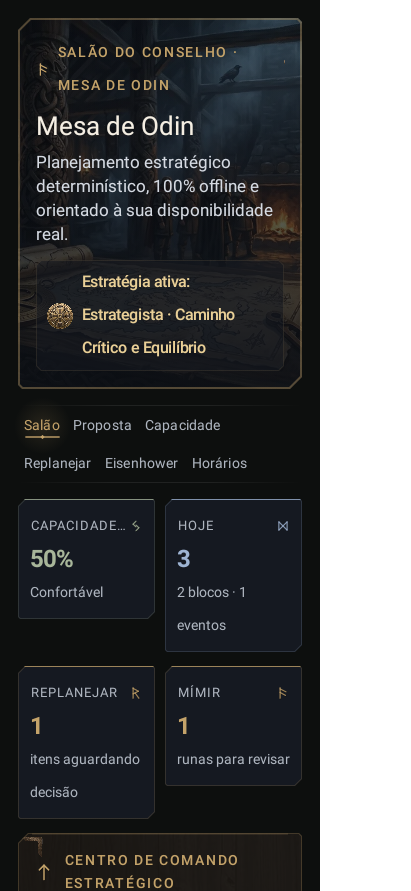 SALÃO DO CONSELHO ·
MESA DE ODIN
Mesa de Odin
Planejamento estratégico
determinístico, 100% offline e
orientado à sua disponibilidade
real.
Estratégia ativa:
Estrategista · Caminho
Crítico e Equilíbrio
Salão Proposta Capacidade
Replanejar Eisenhower Horários
CAPACIDADE… ᛃ
50%
Confortável
HOJE ᛞ
3
2 blocos · 1
eventos
REPLANEJAR ᚱ
1
itens aguardando
decisão
MÍMIR ᚨ
1
runas para revisar
CENTRO DE COMANDO
ESTRATÉGICO